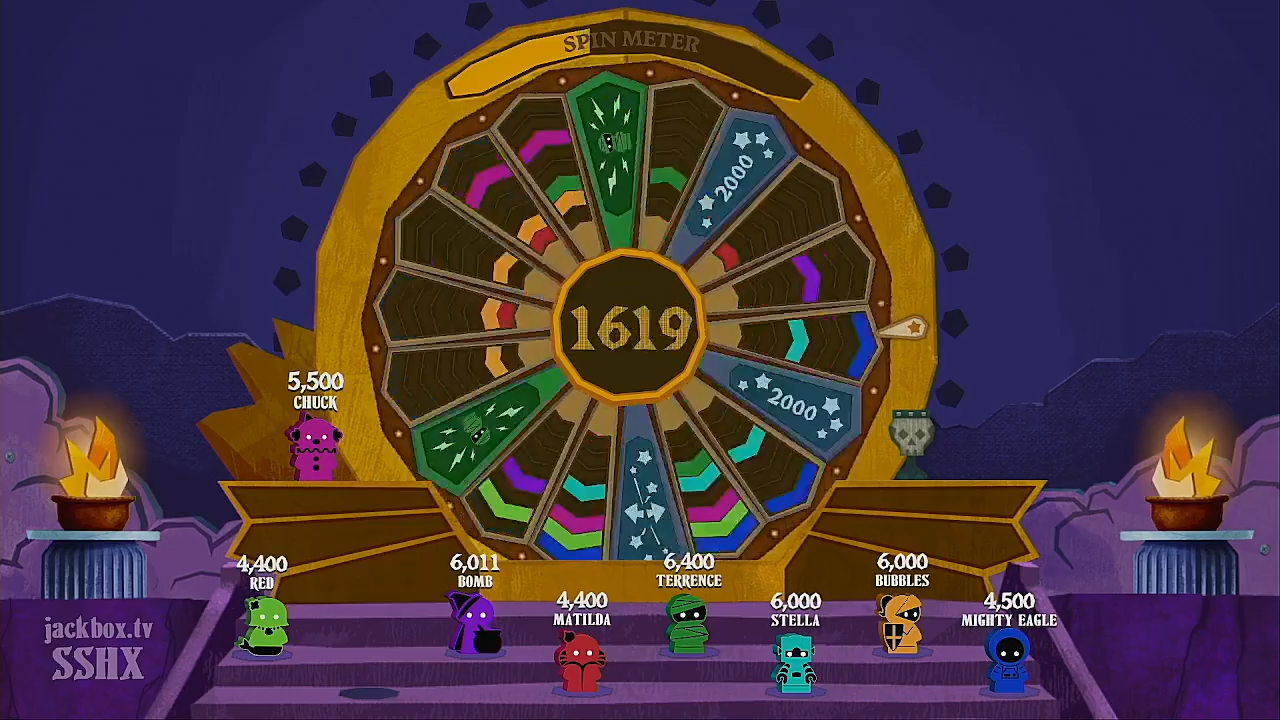 SPIN METER
2000
1619
2000
5,500
CHUCK
4,400
RED
6,011
BOMB
4,400
MATILDA
6,400
TERRENCE
6,000
STELLA
6,000
BUBBLES
4,500
MIGHTY EAGLE
jackbox.tv
SSHX